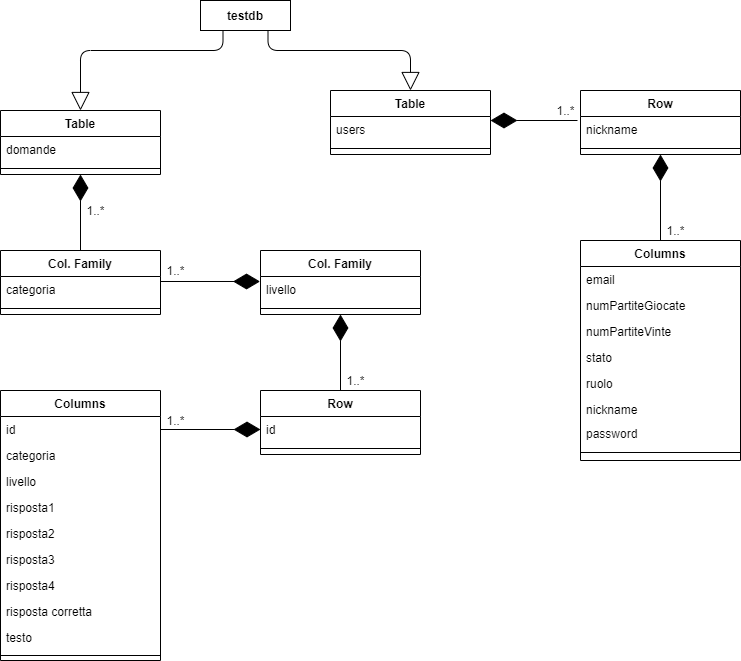 testdb
Table
domande
1..*
Table
users
1..*
Row
nickname
1..*
Columns
email
numPartiteGiocate
numPartiteVinte
stato
ruolo
nickname
password
Col. Family
categoria
1..*
Col. Family
livello
1..*
Row
id
1..*
Columns
id
categoria
livello
risposta1
risposta2
risposta3
risposta4
risposta corretta
testo